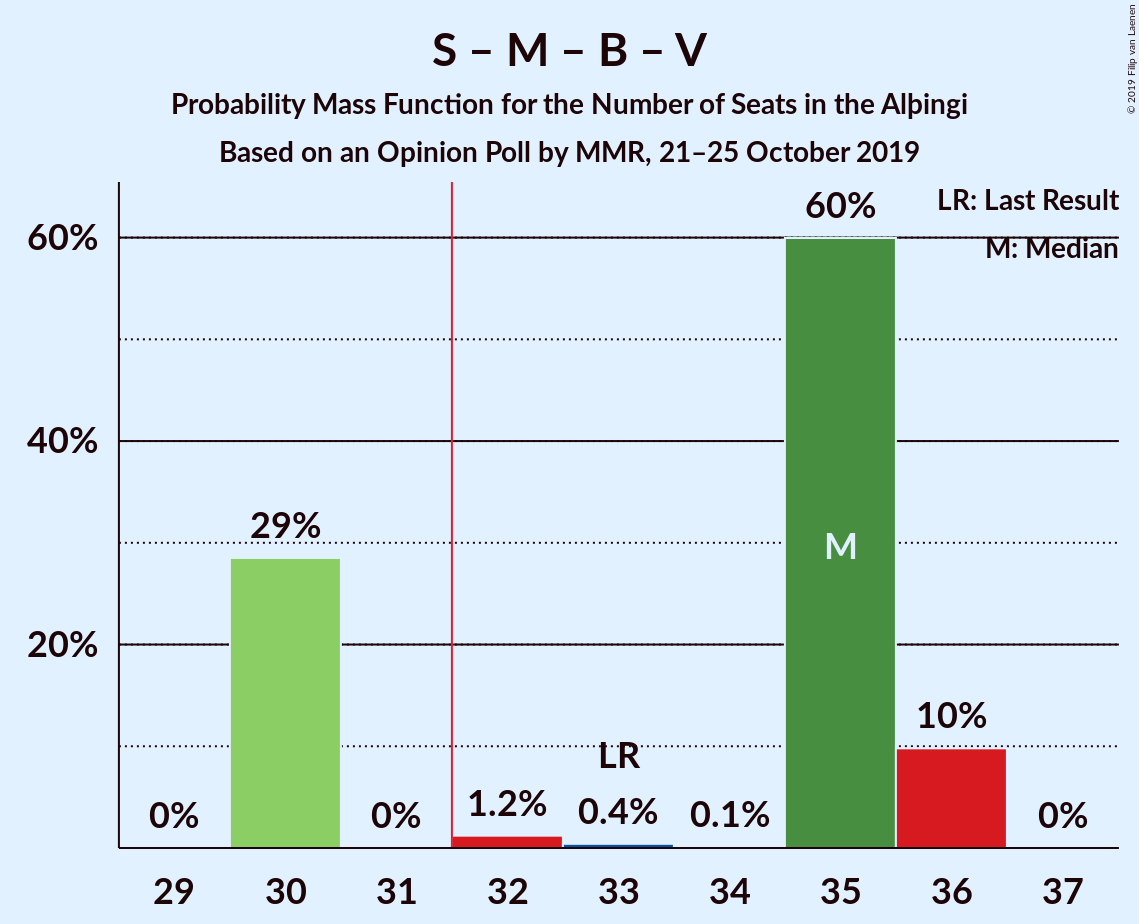 S – M – B – V
Probability Mass Function for the Number of Seats in the Alþingi
Based on an Opinion Poll by MMR, 21–25 October 2019
© 2019 Filip van Laenen
LR: Last Result
M: Median
60%
40%
20%
0%
29%
0%
1.2%
LR
0.4%
0.1%
60%
M
10%
0%
29 30 31 32 33 34 35 36 37